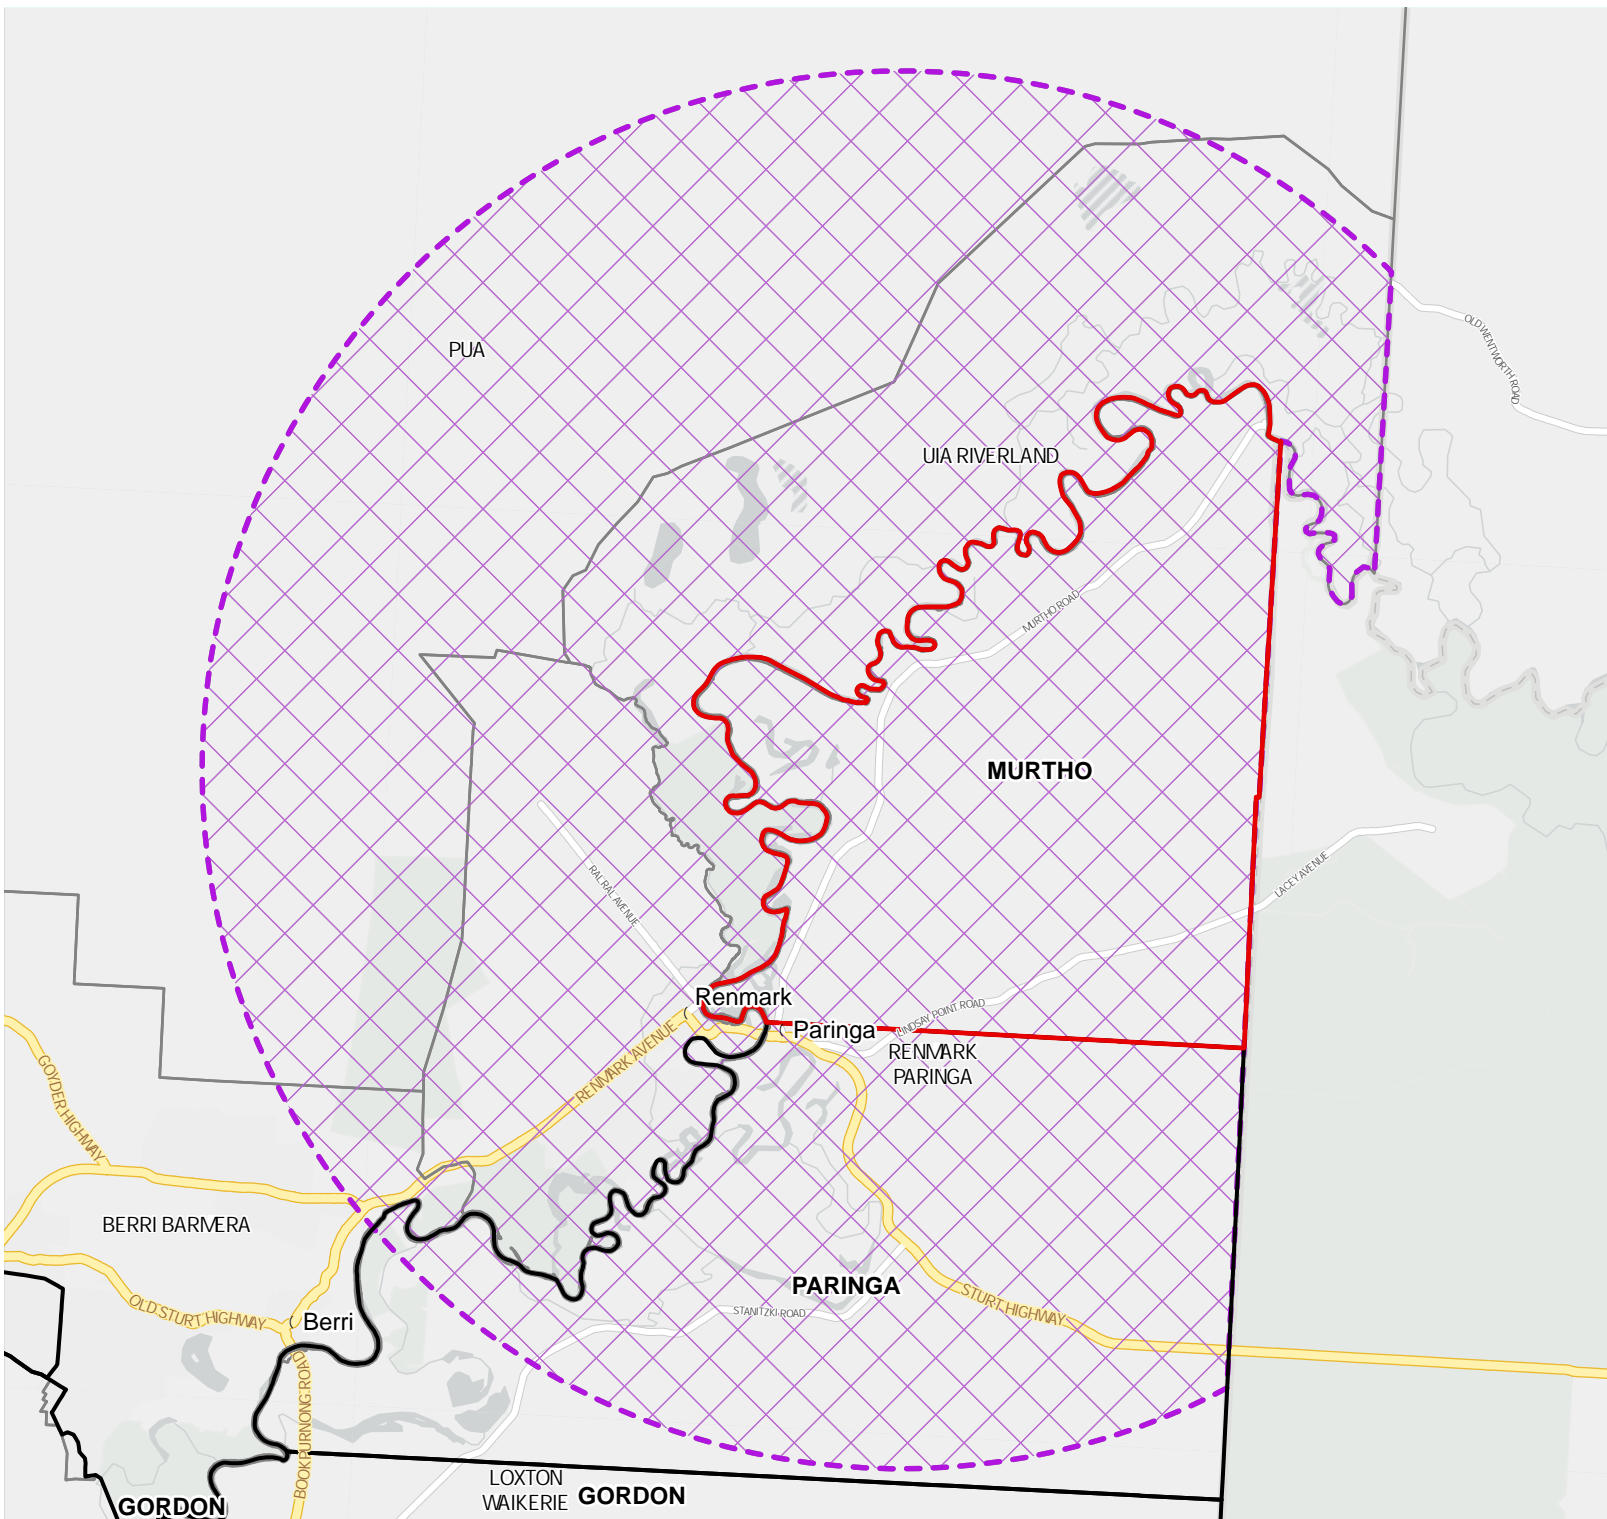 OLD WENTWORTH ROAD
PUA
UIA RIVERLAND
MURTHO ROAD
MURTHO
RAL RAL AVENUE
LACEY AVENUE
Renmark
LINDSAY POINT ROAD
Paringa
RENMARK AVENUE
RENMARK
PARINGA
GOYDER HIGHWAY
BERRI BARMERA
PARINGA
STANITZKI ROAD
STURT HIGHWAY
OLD STURT HIGHWAY
Berri
BOOKPURNONG ROAD
LOXTON
WAIKERIE
GORDON
GORDON